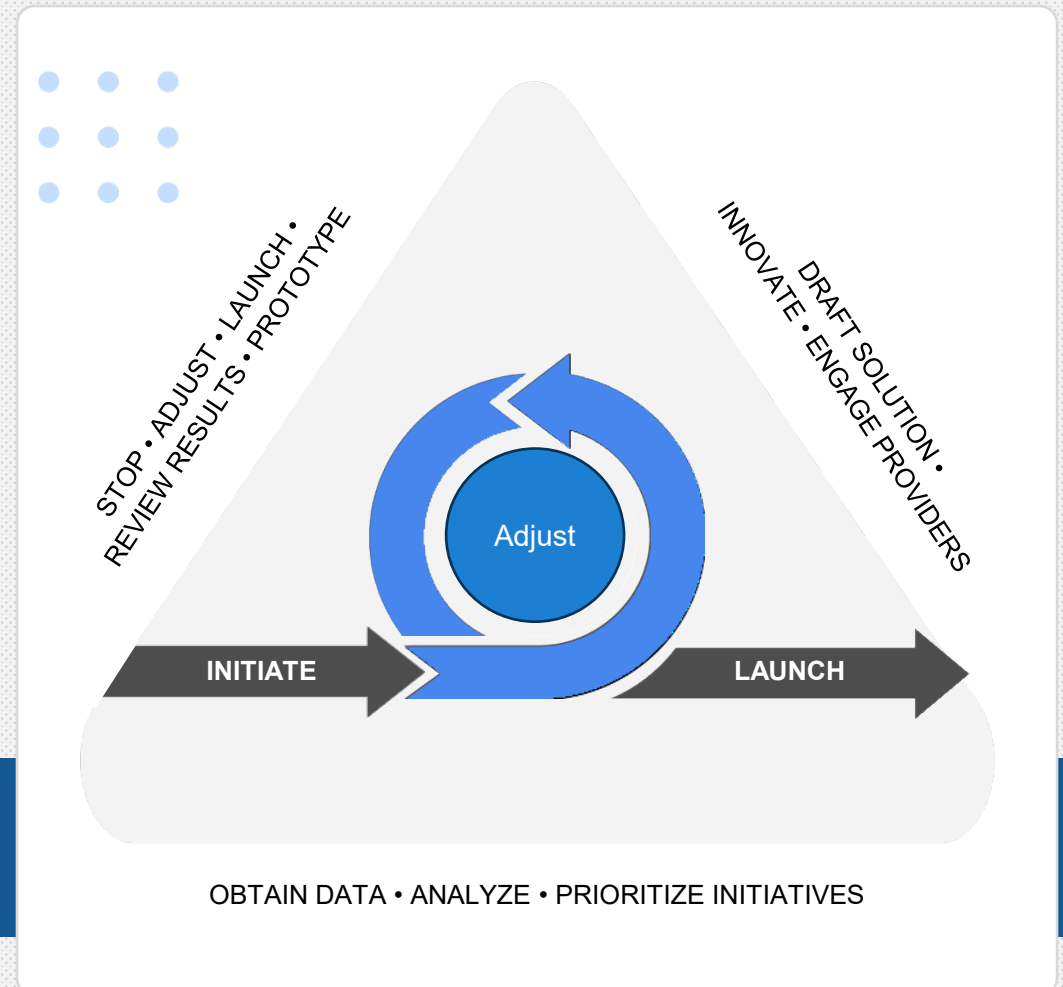 STOP • ADJUST • LAUNCH •
REVIEW RESULTS • PROTOTYPE
DRAFT SOLUTION •
INNOVATE • ENGAGE PROVIDERS
Adjust
INITIATE
LAUNCH
OBTAIN DATA • ANALYZE • PRIORITIZE INITIATIVES